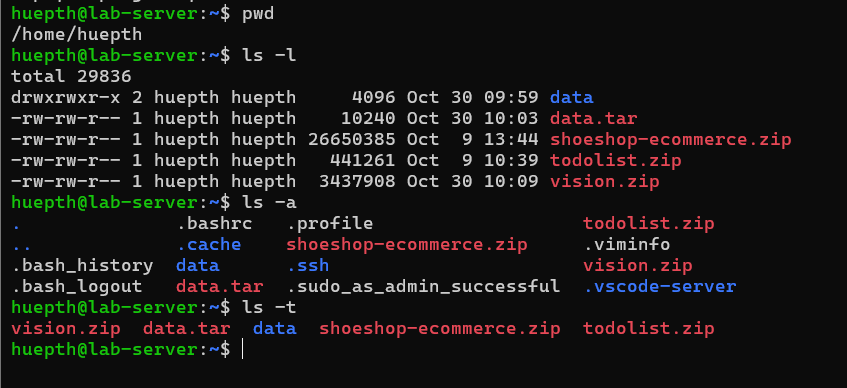 huepth@lab-server:~$ pwd
/home/huepth
huepth@lab-server:~$ ls -l
total 29836
drwxrwxr-x 2 huepth huepth     4096 Oct 30 09:59 data
-rw-rw-r-- 1 huepth huepth    10240 Oct 30 10:03 data.tar
-rw-rw-r-- 1 huepth huepth 26650385 Oct  9 13:44 shoeshop-ecommerce.zip
-rw-rw-r-- 1 huepth huepth   441261 Oct  9 10:39 todolist.zip
-rw-rw-r-- 1 huepth huepth  3437908 Oct 30 10:09 vision.zip
huepth@lab-server:~$ ls -a
.              .bashrc   .profile                   todolist.zip
..             .cache    shoeshop-ecommerce.zip     .viminfo
.bash_history  data      .ssh                       vision.zip
.bash_logout   data.tar  .sudo_as_admin_successful  .vscode-server
huepth@lab-server:~$ ls -t
vision.zip  data.tar  data  shoeshop-ecommerce.zip  todolist.zip
huepth@lab-server:~$